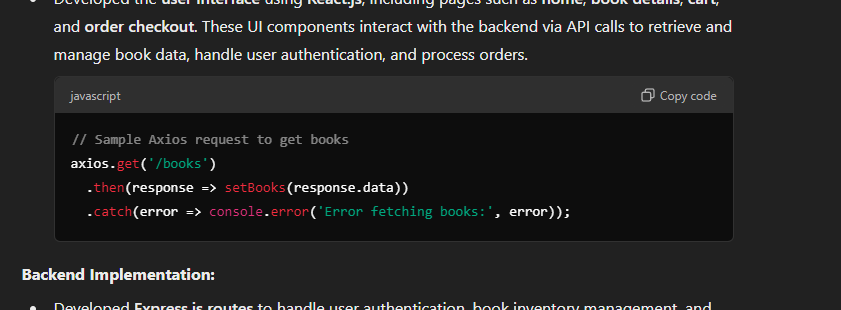 Developed the user interface using React.js, including pages such as home, book details, cart,
and order checkout. These UI components interact with the backend via API calls to retrieve and
manage book data, handle user authentication, and process orders.
javascript Copy code
// Sample Axios request to get books
axios.get('/books')
.then(response => setBooks(response.data))
.catch(error => console.error('Error fetching books:', error));
Backend Implementation:
Developed Express.js routes to handle user authentication, book inventory management, and